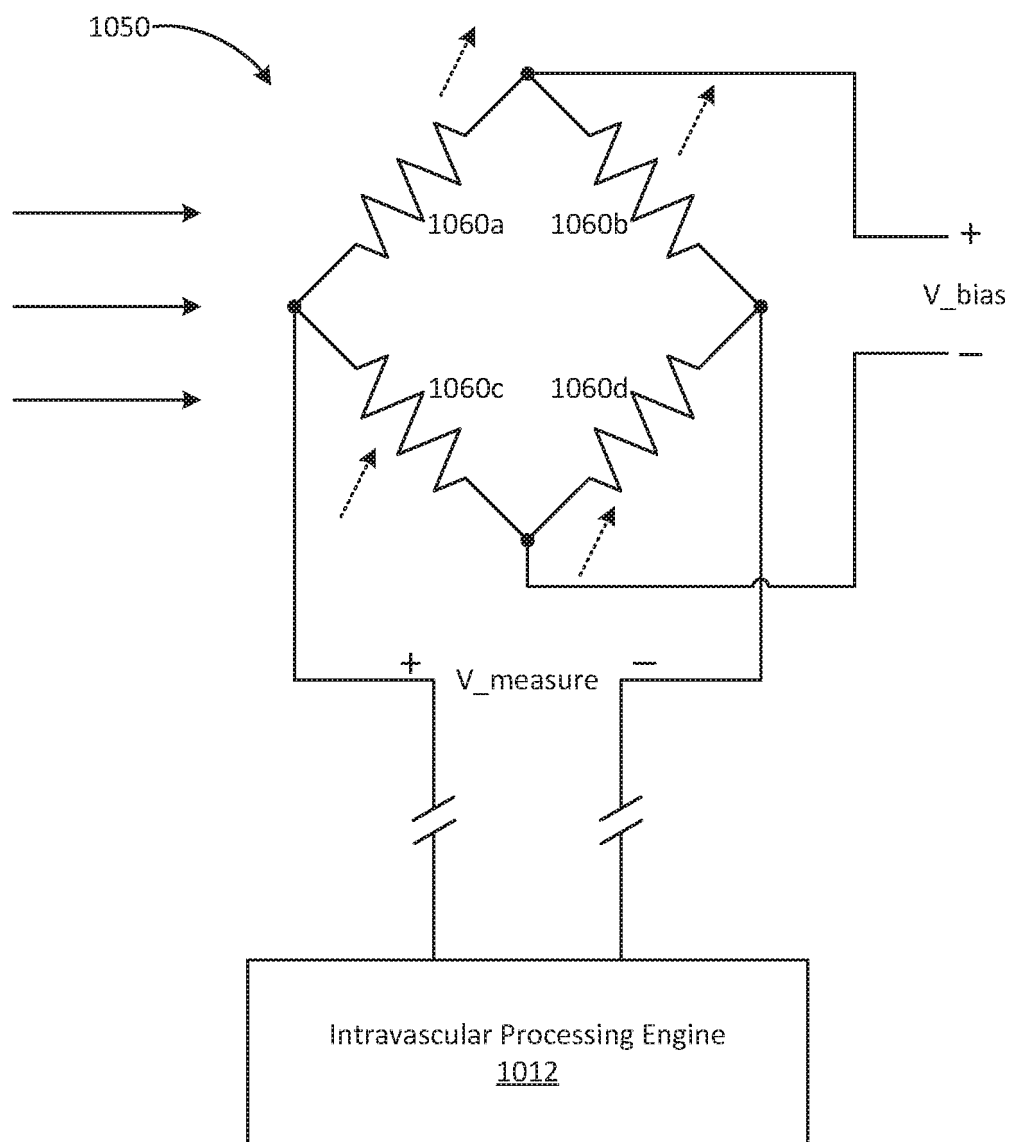 1050
1060a 1060b
+
V_bias
−
1060c 1060d
+ V_measure −
Intravascular Processing Engine
1012